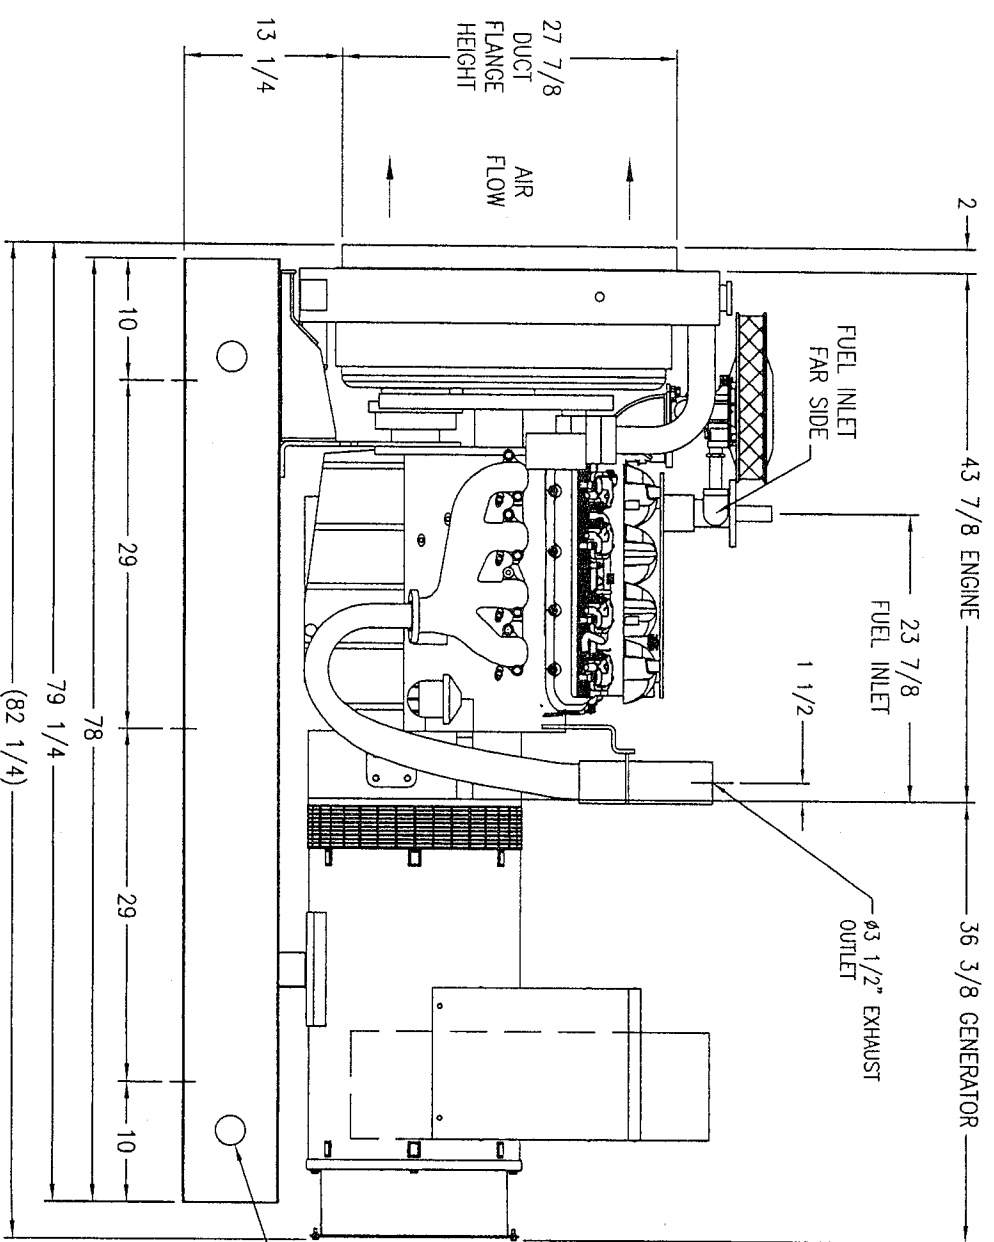 2
43 7/8 ENGINE
36 3/8 GENERATOR
23 7/8
FUEL INLET
1 1/2
FUEL INLET
FAR SIDE
ø3 1/2" EXHAUST
OUTLET
27 7/8
DUCT
FLANGE
HEIGHT
AIR
FLOW
13 1/4
10
29
29
10
78
79 1/4
(82 1/4)